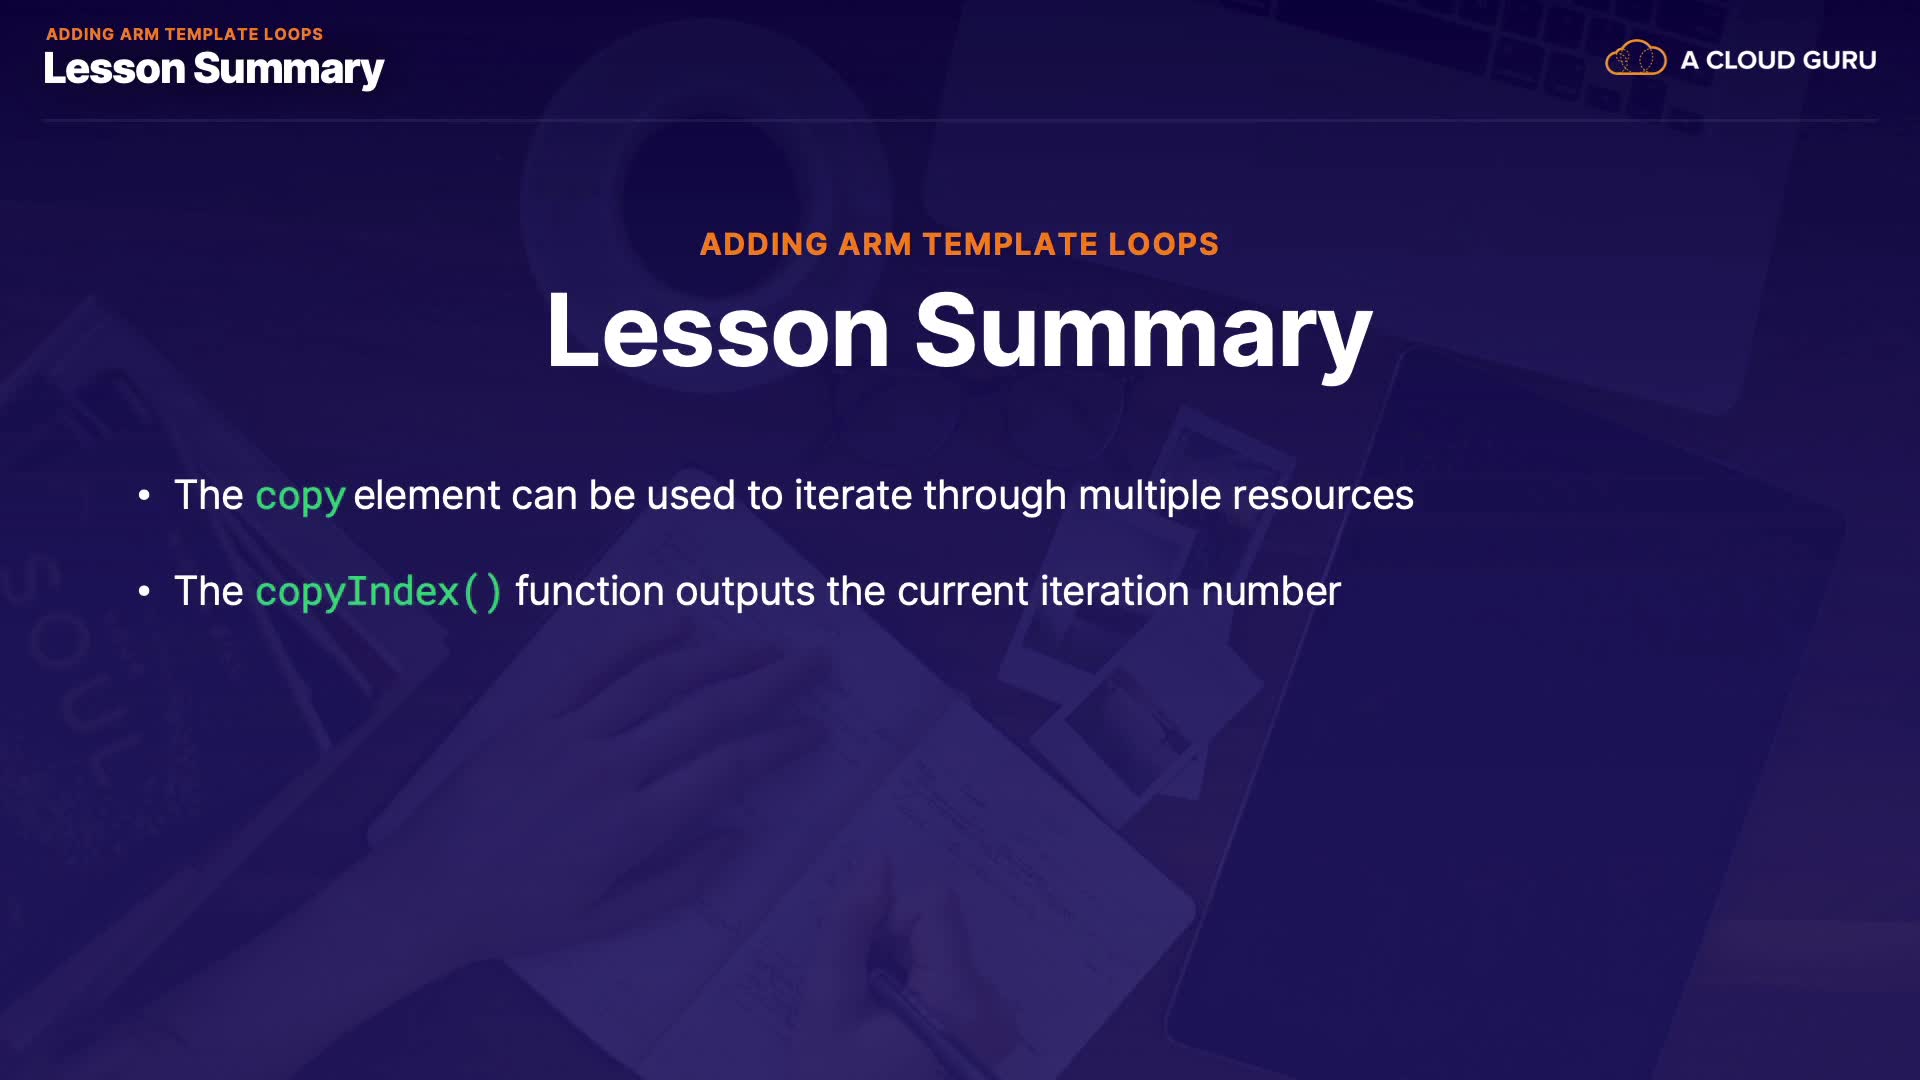 ADDING ARM TEMPLATE LOOPS
Lesson Summary
A CLOUD GURU
ADDING ARM TEMPLATE LOOPS
Lesson Summary
• The copy element can be used to iterate through multiple resources
• The copyIndex() function outputs the current iteration number
SOUL